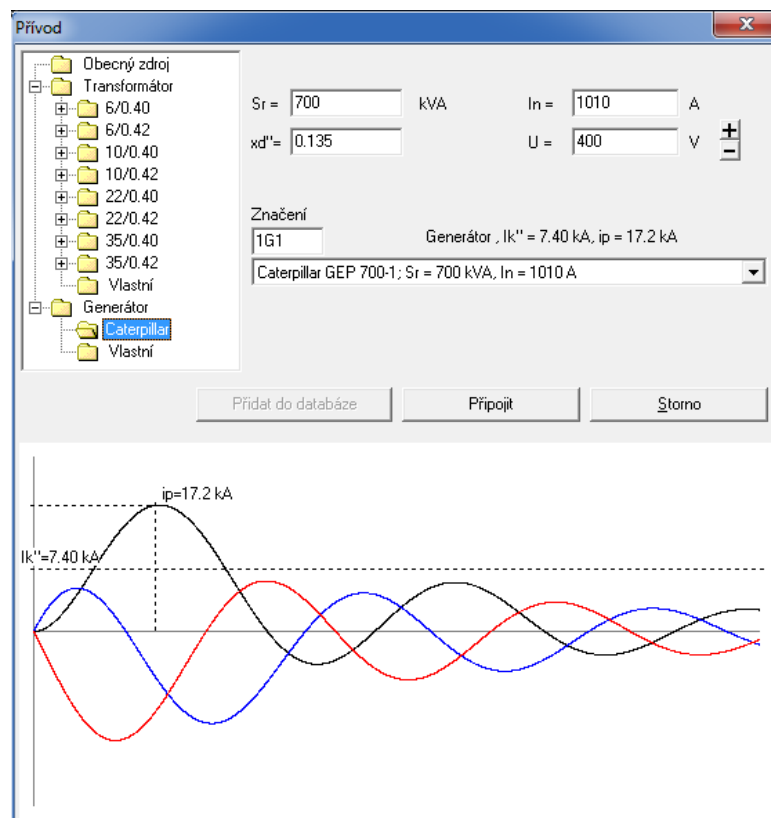 Přívod
X
Obecný zdroj
Transformátor
6/0.40
6/0.42
10/0.40
10/0.42
22/0.40
22/0.42
35/0.40
35/0.42
Vlastní
Generátor
Caterpillar
Vlastní
Sr = 700 kVA In = 1010 A
xd"= 0.135 U = 400 V
+
-
Značení
1G1 Generátor , Ik" = 7.40 kA, ip = 17.2 kA
Caterpillar GEP 700-1; Sr = 700 kVA, In = 1010 A
Přidat do databáze Připojit Storno
ip=17.2 kA
Ik"=7.40 kA